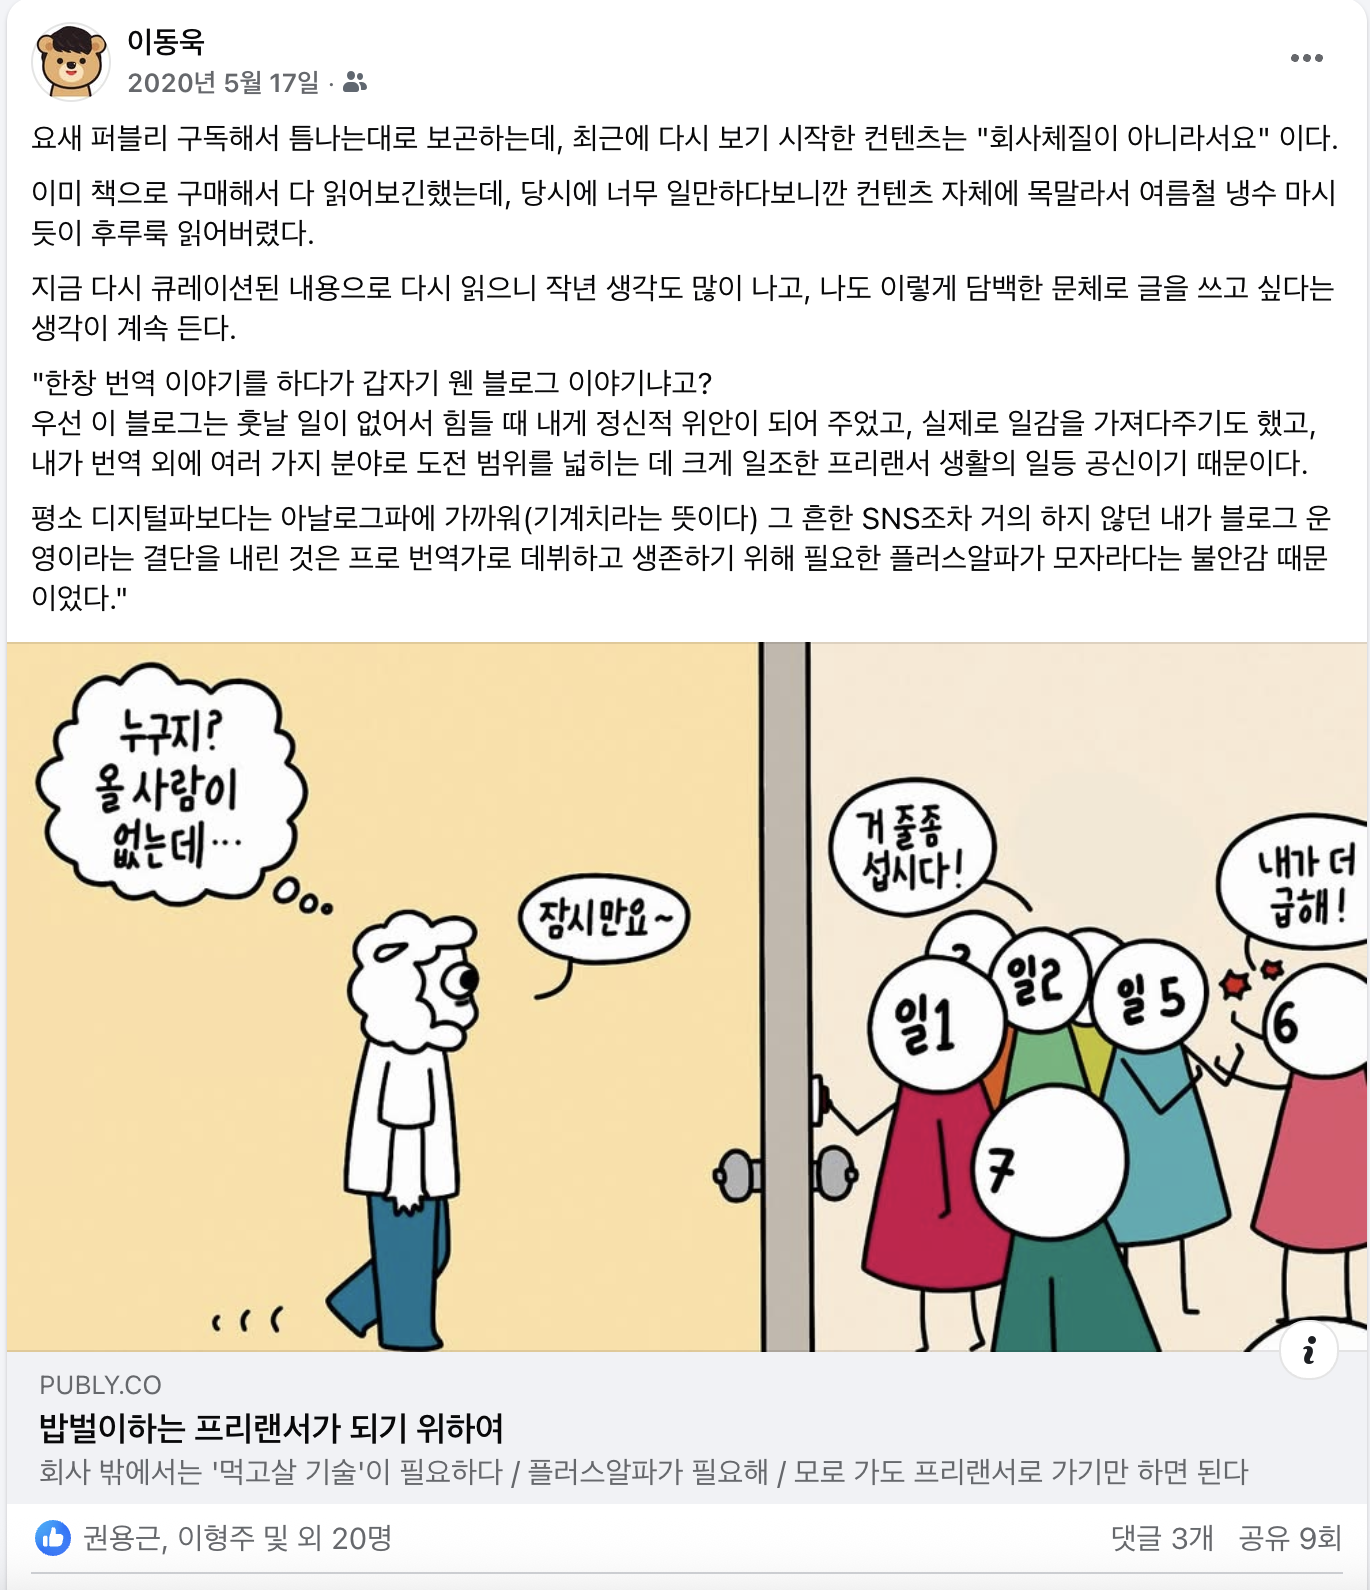 이동욱
2020년 5월 17일 ·
요새 퍼블리 구독해서 틈나는대로 보곤하는데, 최근에 다시 보기 시작한 컨텐츠는 "회사체질이 아니라서요" 이다.
이미 책으로 구매해서 다 읽어보긴했는데, 당시에 너무 일만하다보니깐 컨텐츠 자체에 목말라서 여름철 냉수 마시
듯이 후루룩 읽어버렸다.
지금 다시 큐레이션된 내용으로 다시 읽으니 작년 생각도 많이 나고, 나도 이렇게 담백한 문체로 글을 쓰고 싶다는
생각이 계속 든다.
"한창 번역 이야기를 하다가 갑자기 웬 블로그 이야기냐고?
우선 이 블로그는 훗날 일이 없어서 힘들 때 내게 정신적 위안이 되어 주었고, 실제로 일감을 가져다주기도 했고,
내가 번역 외에 여러 가지 분야로 도전 범위를 넓히는 데 크게 일조한 프리랜서 생활의 일등 공신이기 때문이다.
평소 디지털파보다는 아날로그파에 가까워(기계치라는 뜻이다) 그 흔한 SNS조차 거의 하지 않던 내가 블로그 운
영이라는 결단을 내린 것은 프로 번역가로 데뷔하고 생존하기 위해 필요한 플러스알파가 모자라다는 불안감 때문
이었다."
누구지?
올 사람이
없는데...
잠시만요~
거 줄좀
섭시다!
내가 더
급해!
일1
일2
일 5
6
7
PUBLY.CO
밥벌이하는 프리랜서가 되기 위하여
회사 밖에서는 '먹고살 기술'이 필요하다 / 플러스알파가 필요해 / 모로 가도 프리랜서로 가기만 하면 된다
권용근, 이형주 및 외 20명
댓글 3개 공유 9회